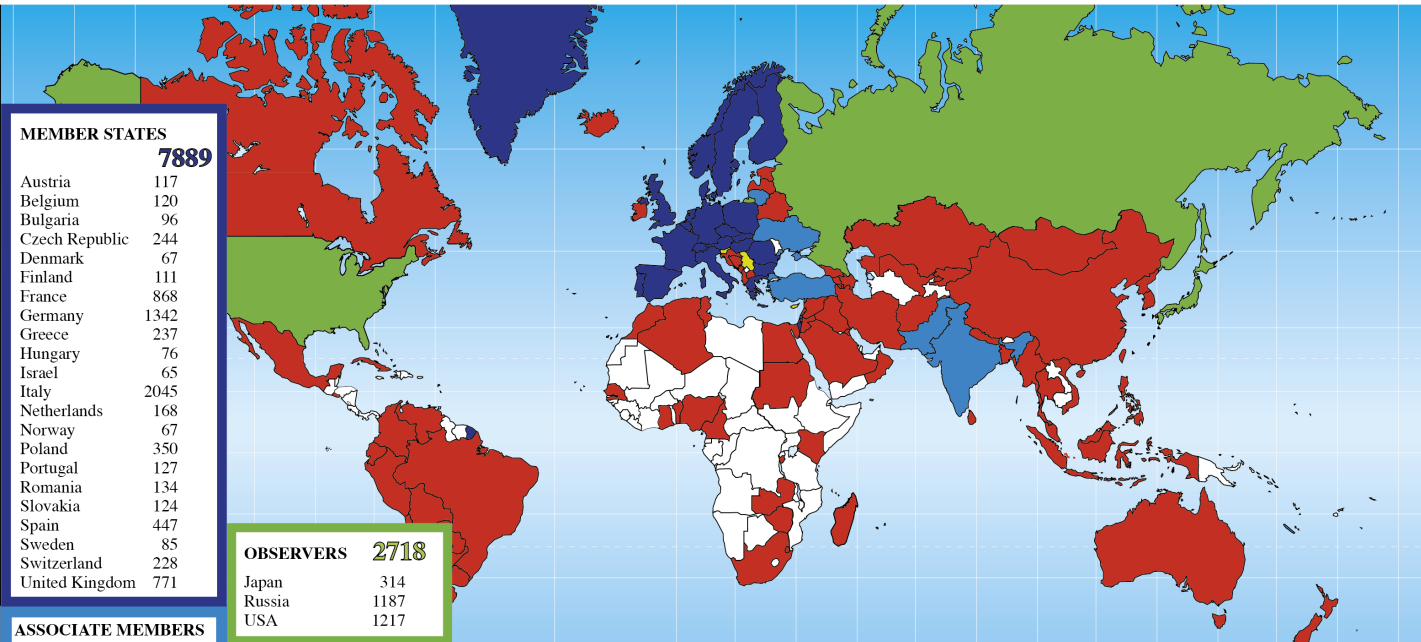 MEMBER STATES
7889
Austria 117
Belgium 120
Bulgaria 96
Czech Republic 244
Denmark 67
Finland 111
France 868
Germany 1342
Greece 237
Hungary 76
Israel 65
Italy 2045
Netherlands 168
Norway 67
Poland 350
Portugal 127
Romania 134
Slovakia 124
Spain 447
Sweden 85
Switzerland 228
United Kingdom 771
OBSERVERS 2718
Japan 314
Russia 1187
USA 1217
ASSOCIATE MEMBERS